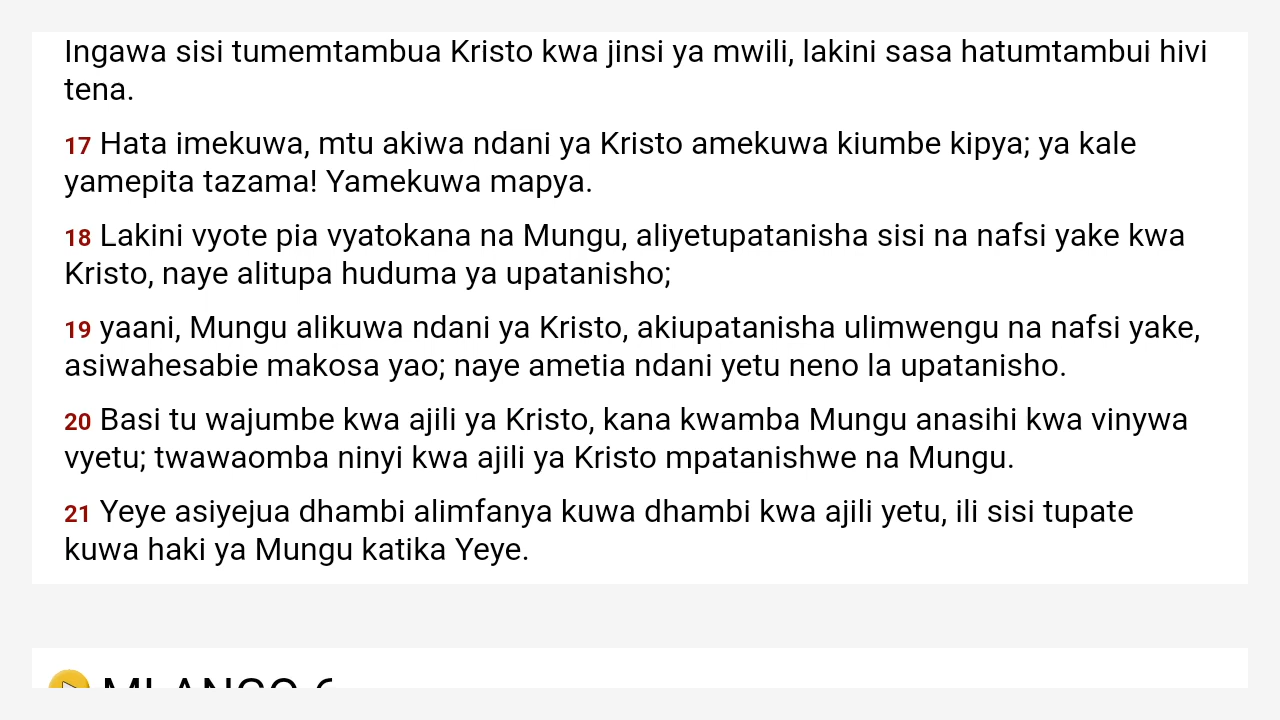 Ingawa sisi tumemtambua Kristo kwa jinsi ya mwili, lakini sasa hatumtambui hivi
tena.
17 Hata imekuwa, mtu akiwa ndani ya Kristo amekuwa kiumbe kipya; ya kale
yamepita tazama! Yamekuwa mapya.
18 Lakini vyote pia vyatokana na Mungu, aliyetupatanisha sisi na nafsi yake kwa
Kristo, naye alitupa huduma ya upatanisho;
19 yaani, Mungu alikuwa ndani ya Kristo, akiupatanisha ulimwengu na nafsi yake,
asiwahesabie makosa yao; naye ametia ndani yetu neno la upatanisho.
20 Basi tu wajumbe kwa ajili ya Kristo, kana kwamba Mungu anasihi kwa vinywa
vyetu; twawaomba ninyi kwa ajili ya Kristo mpatanishwe na Mungu.
21 Yeye asiyejua dhambi alimfanya kuwa dhambi kwa ajili yetu, ili sisi tupate
kuwa haki ya Mungu katika Yeye.
MLANGO 6